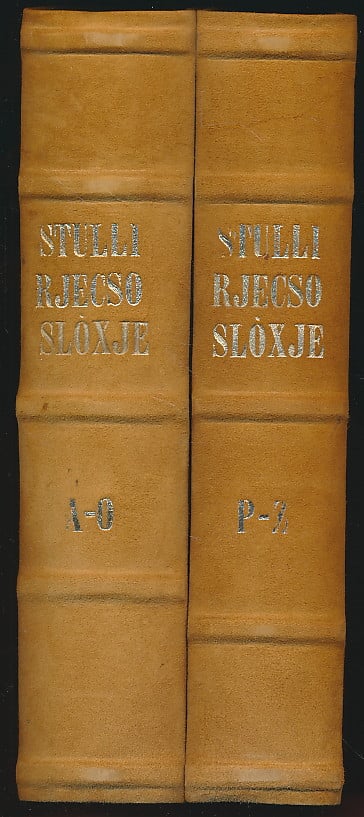 STULLI
RJECSO
SLÒXJE
A-O
STULLI
RJECSO
SLÒXJE
P-Z